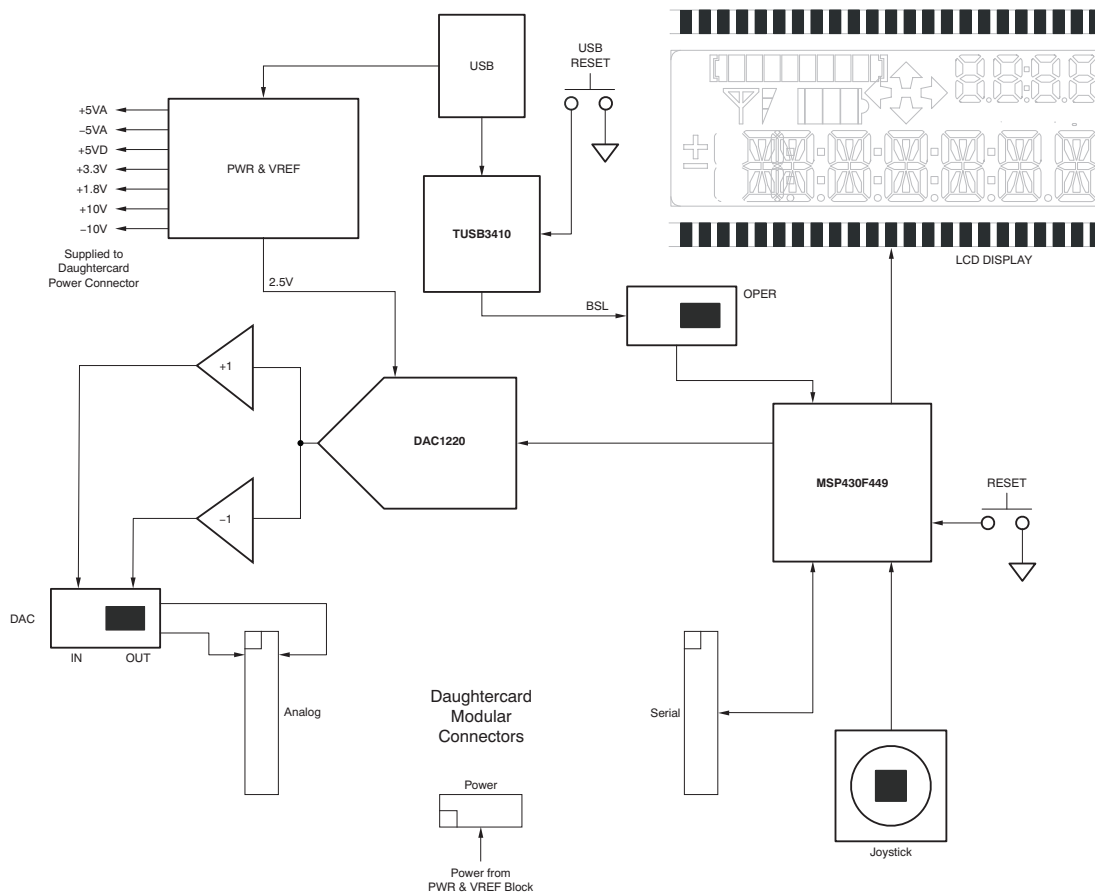 USB
USB
RESET
+5VA
−5VA
+5VD
+3.3V
+1.8V
+10V
−10V
PWR & VREF
Supplied to
Daughtercard
Power Connector
TUSB3410
LCD DISPLAY
2.5V
BSL
OPER
+1
DAC1220
MSP430F449
RESET
−1
DAC
IN
OUT
Analog
Daughtercard
Modular
Connectors
Serial
Power
Power from
PWR & VREF Block
Joystick